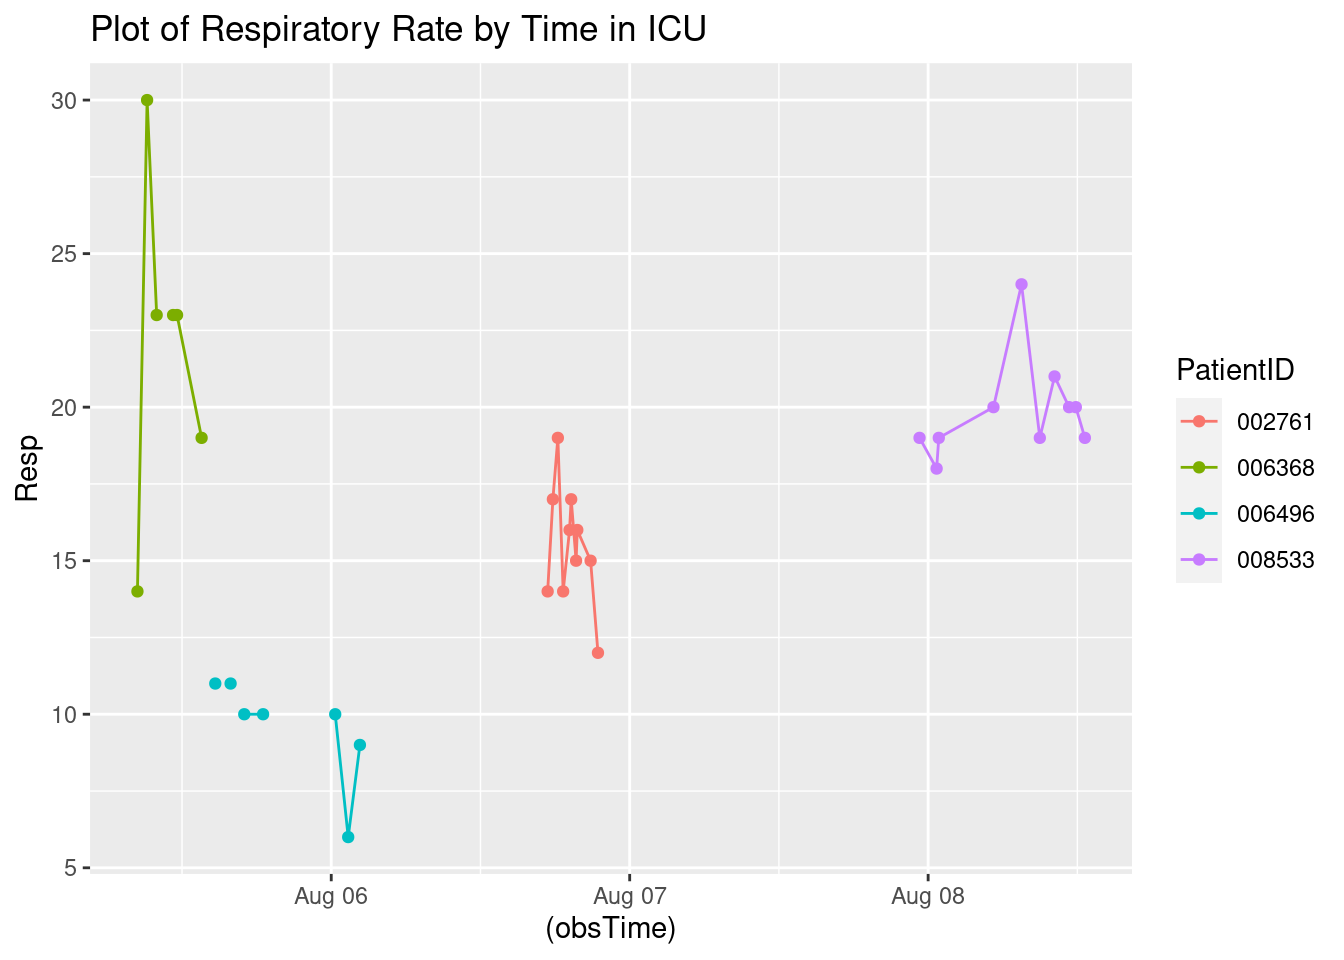 Plot of Respiratory Rate by Time in ICU
30
25
20
15
10
5
Resp
Aug 06
Aug 07
Aug 08
(obsTime)
PatientID
002761
006368
006496
008533